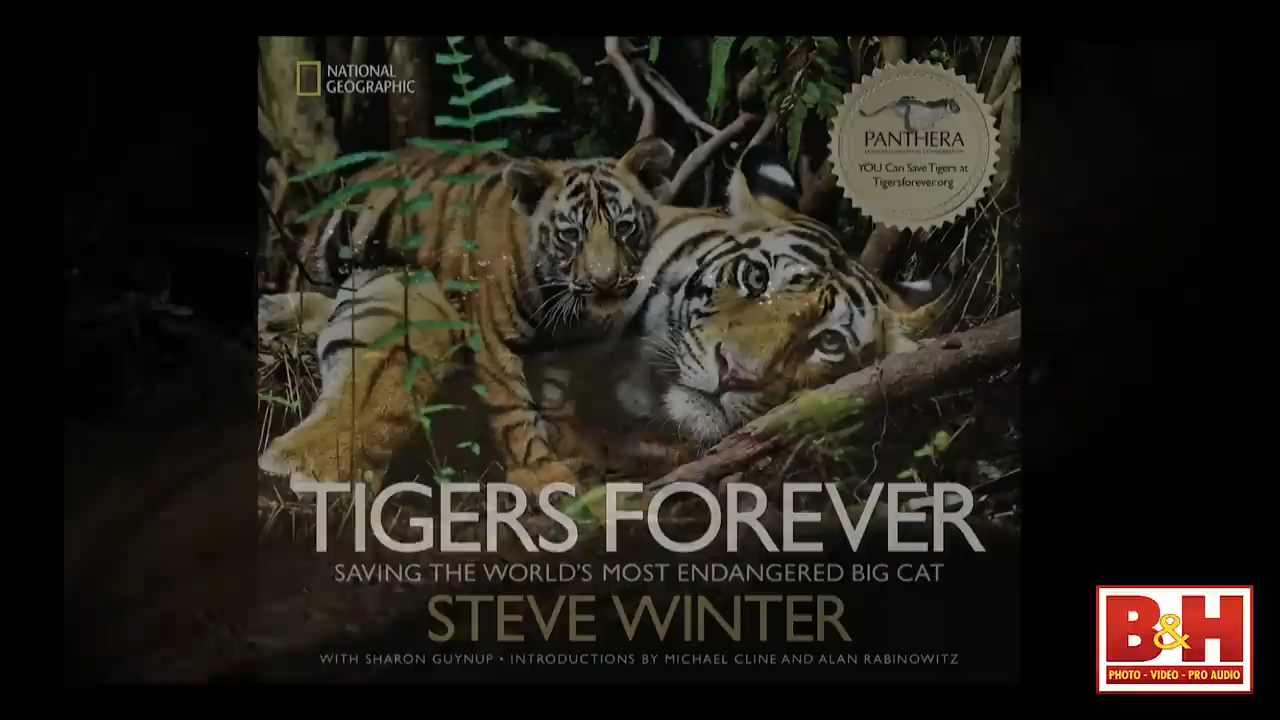 NATIONAL
GEOGRAPHIC
PANTHERA
YOU Can Save Tigers at
Tigersforever.org
TIGERS FOREVER
SAVING THE WORLD'S MOST ENDANGERED BIG CAT
STEVE WINTER
WITH SHARON GUYNUP • INTRODUCTIONS BY MICHAEL CLINE AND ALAN RABINOWITZ
B&H
PHOTO - VIDEO - PRO AUDIO